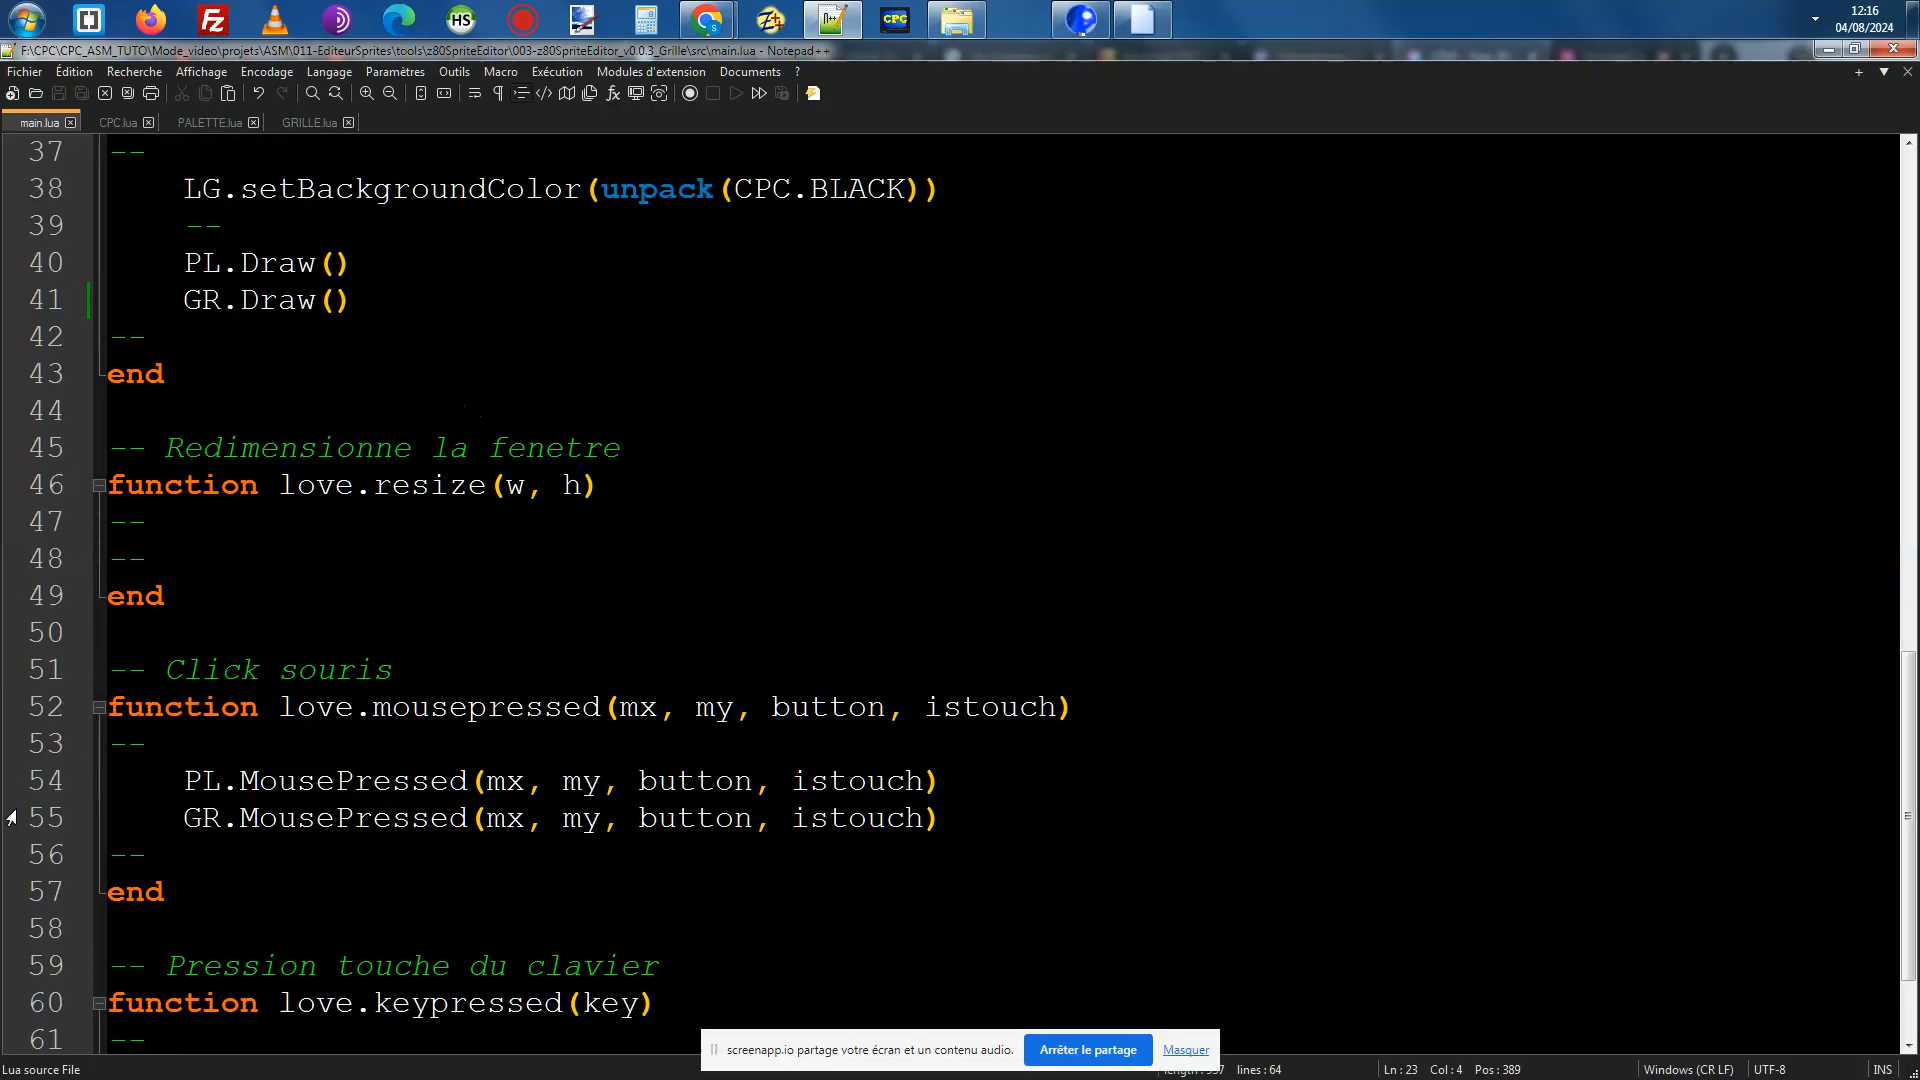 12:16
04/08/2024
F:\CPC\CPC_ASM_TUTO\Mode_video\projets\ASM\011-EditeurSprites\tools\z80SpriteEditor\003-z80SpriteEditor_v0.0.3_Grille\src\main.lua - Notepad++
Fichier Édition Recherche Affichage Encodage Langage Paramètres Outils Macro Exécution Modules d'extension Documents ?
main.lua CPC.lua PALETTE.lua GRILLE.lua
37 --
38 LG.setBackgroundColor(unpack(CPC.BLACK))
39 --
40 PL.Draw()
41 GR.Draw()
42 --
43 end
44
45 -- Redimensionne la fenetre
46 function love.resize(w, h)
47 --
48 --
49 end
50
51 -- Click souris
52 function love.mousepressed(mx, my, button, istouch)
53 --
54 PL.MousePressed(mx, my, button, istouch)
55 GR.MousePressed(mx, my, button, istouch)
56 --
57 end
58
59 -- Pression touche du clavier
60 function love.keypressed(key)
61 --
screenapp.io partage votre écran et un contenu audio. Arrêter le partage Masquer
Lua source File lines : 64 Ln : 23 Col : 4 Pos : 389 Windows (CR LF) UTF-8 INS